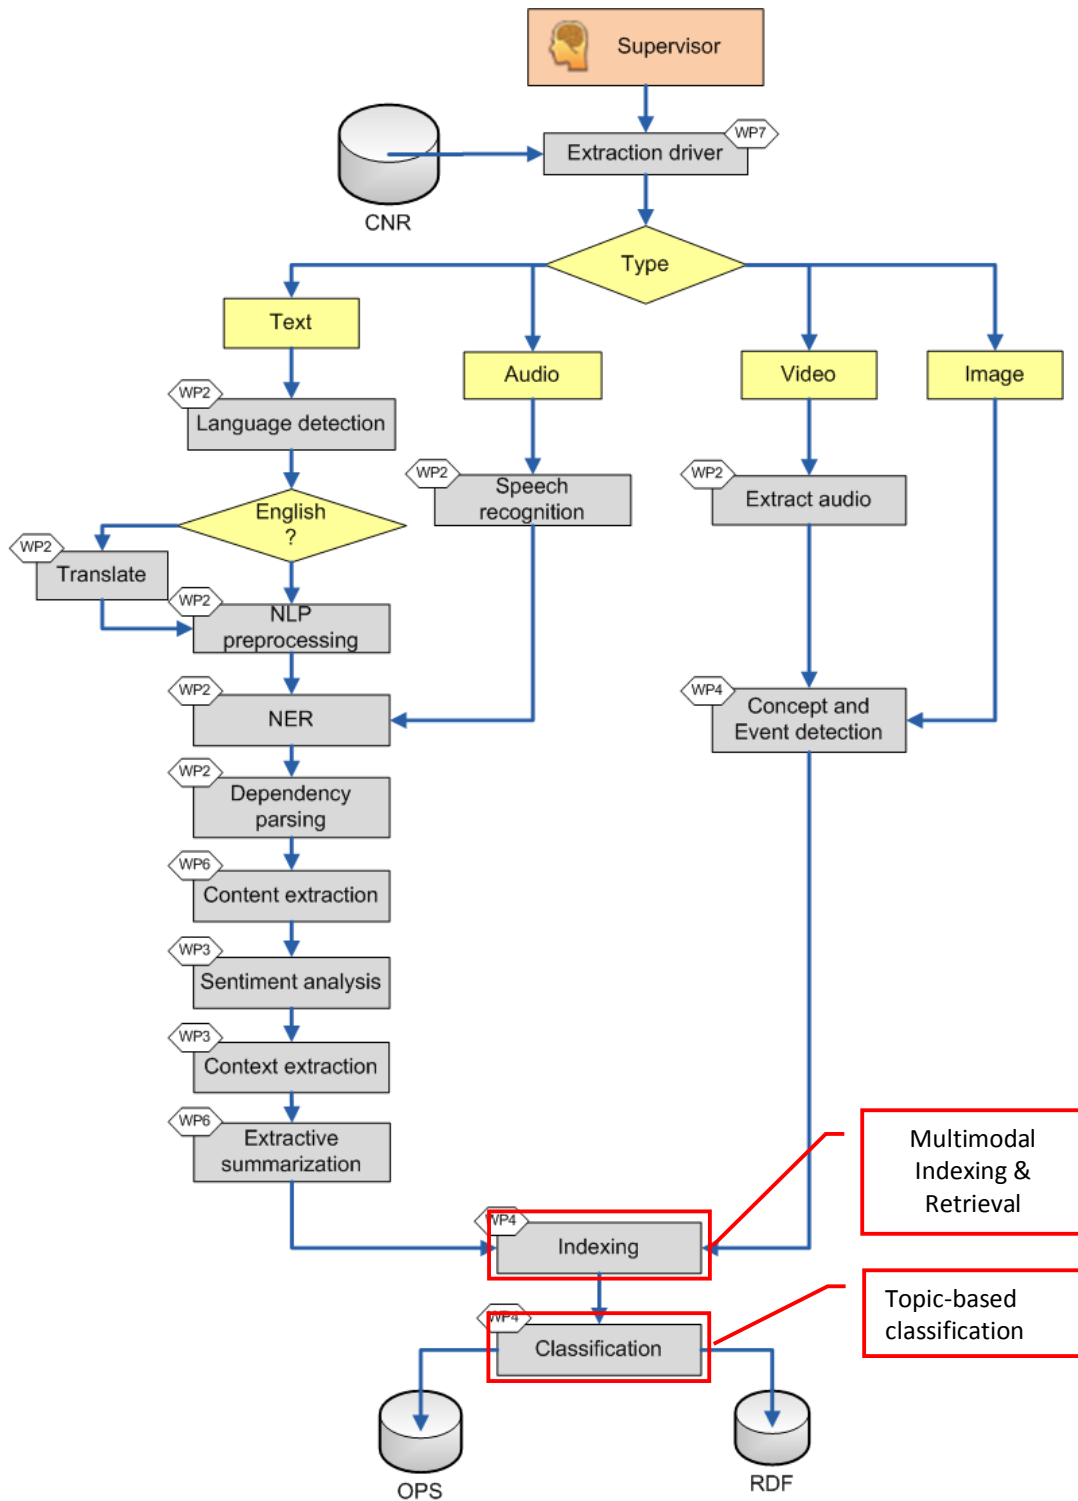 Supervisor
WP7
Extraction driver
CNR
Type
Text
Audio
Video
Image
WP2
Language detection
WP2
Speech
recognition
WP2
Extract audio
English
?
WP2
Translate
WP2
NLP
preprocessing
WP2
NER
WP4
Concept and
Event detection
WP2
Dependency
parsing
WP6
Content extraction
WP3
Sentiment analysis
WP3
Context extraction
WP6
Extractive
summarization
Multimodal
Indexing &
Retrieval
WP4
Indexing
Topic-based
classification
WP4
Classification
OPS
RDF